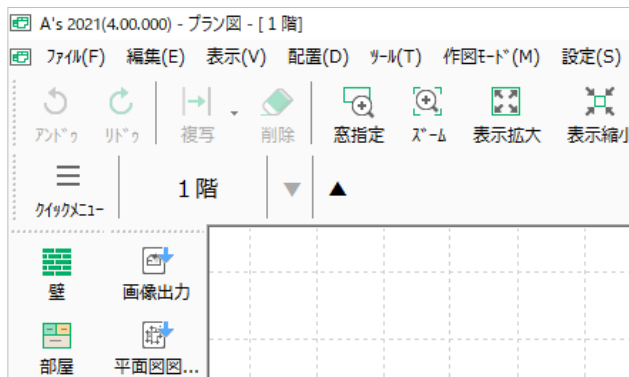 A's 2021(4.00.000) - プラン図 - [１階]
ﾌｧｲﾙ(F) 編集(E) 表示(V) 配置(D) ﾂｰﾙ(T) 作図ﾓｰﾄﾞ(M) 設定(S)
ｱﾝﾄﾞｩ ﾘﾄﾞｩ 複写 削除 窓指定 ｽﾞｰﾑ 表示拡大 表示縮小
ｸｲｯｸﾒﾆｭｰ １階 ▼ ▲
壁 画像出力
部屋 平面図図...